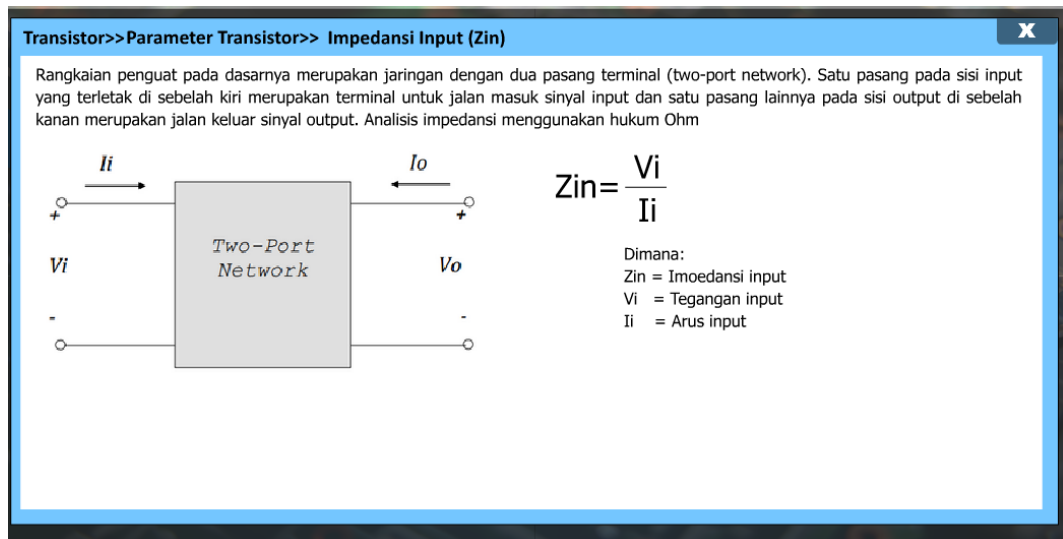 Transistor>>Parameter Transistor>> Impedansi Input (Zin)
X
Rangkaian penguat pada dasarnya merupakan jaringan dengan dua pasang terminal (two-port network). Satu pasang pada sisi input
yang terletak di sebelah kiri merupakan terminal untuk jalan masuk sinyal input dan satu pasang lainnya pada sisi output di sebelah
kanan merupakan jalan keluar sinyal output. Analisis impedansi menggunakan hukum Ohm
Ii
Io
+
+
Two-Port
Network
Vi
Vo
-
-
Zin= Vi
Ii
Dimana:
Zin = Imoedansi input
Vi = Tegangan input
Ii = Arus input